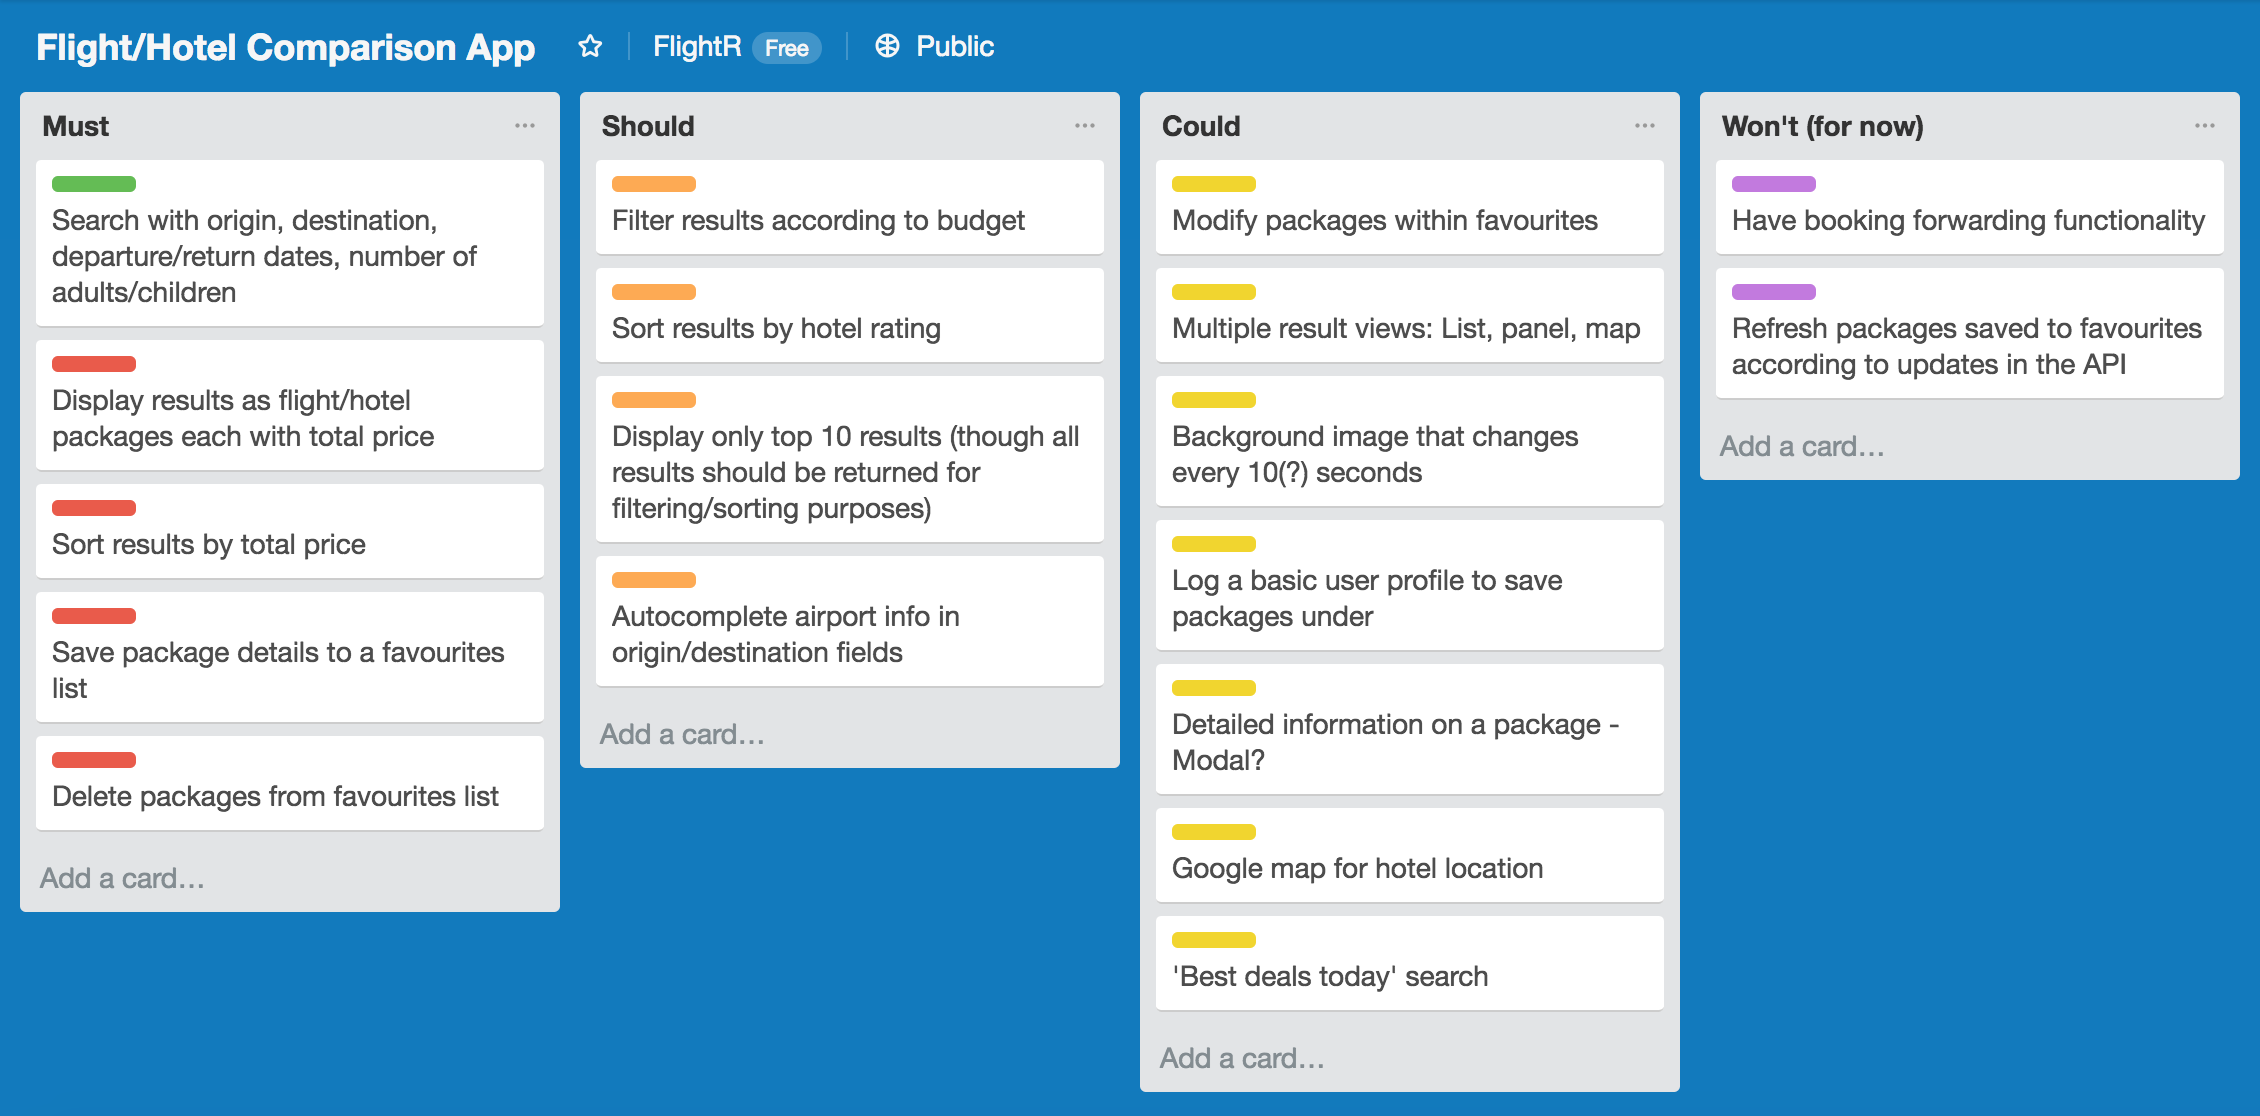 Flight/Hotel Comparison App FlightR Free Public
Must
Search with origin, destination,
departure/return dates, number of
adults/children
Display results as flight/hotel
packages each with total price
Sort results by total price
Save package details to a favourites
list
Delete packages from favourites list
Add a card…
Should
Filter results according to budget
Sort results by hotel rating
Display only top 10 results (though all
results should be returned for
filtering/sorting purposes)
Autocomplete airport info in
origin/destination fields
Add a card…
Could
Modify packages within favourites
Multiple result views: List, panel, map
Background image that changes
every 10(?) seconds
Log a basic user profile to save
packages under
Detailed information on a package -
Modal?
Google map for hotel location
'Best deals today' search
Add a card…
Won't (for now)
Have booking forwarding functionality
Refresh packages saved to favourites
according to updates in the API
Add a card…